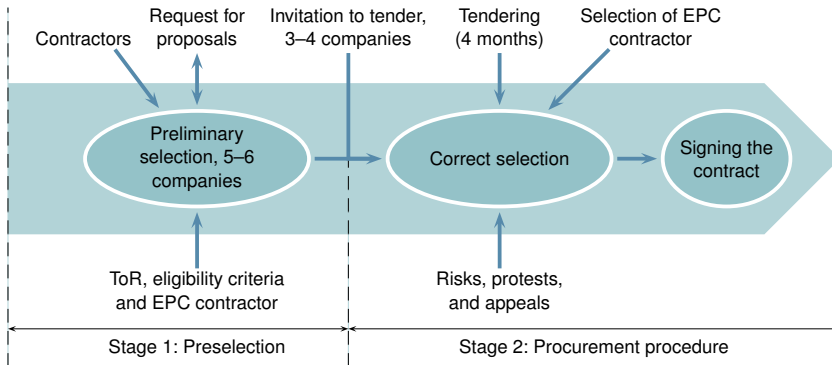 Contractors
Request for
proposals
Invitation to tender,
3–4 companies
Tendering
(4 months)
Selection of EPC
contractor
Preliminary
selection, 5–6
companies
Correct selection
Signing the
contract
ToR, eligibility criteria
and EPC contractor
Risks, protests,
and appeals
Stage 1: Preselection
Stage 2: Procurement procedure